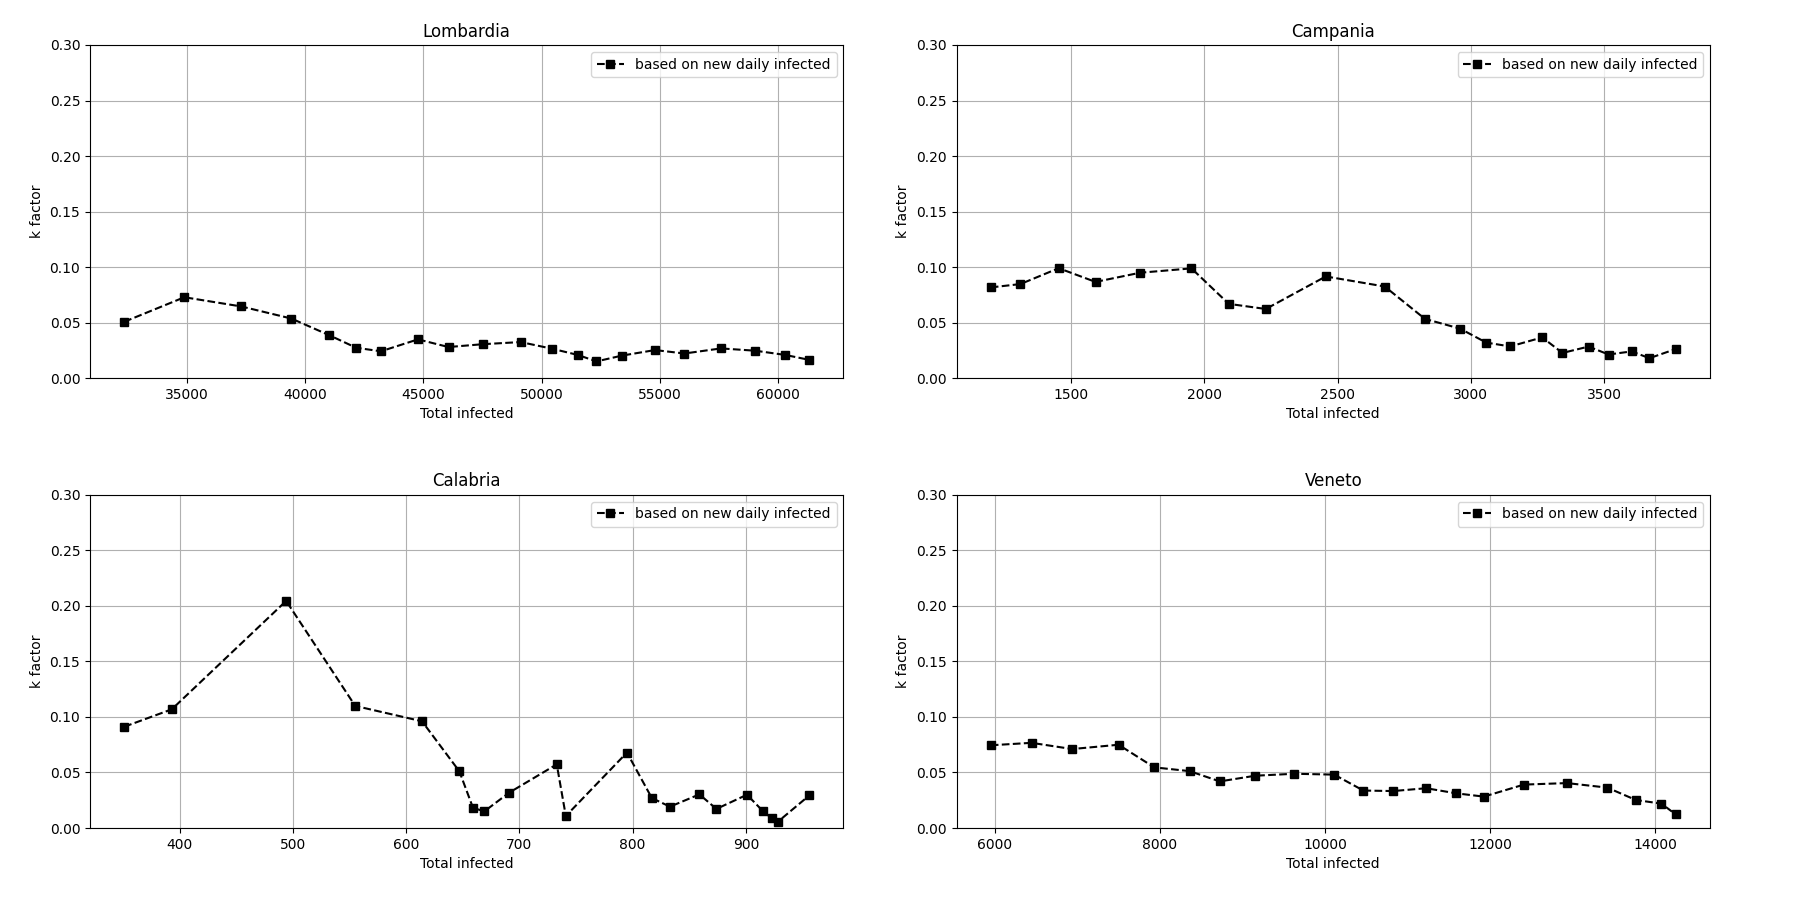 Lombardia
0.30
0.25
0.20
0.15
0.10
0.05
0.00
k factor
based on new daily infected
35000 40000 45000 50000 55000 60000
Total infected
Campania
0.30
0.25
0.20
0.15
0.10
0.05
0.00
k factor
based on new daily infected
1500 2000 2500 3000 3500
Total infected
Calabria
0.30
0.25
0.20
0.15
0.10
0.05
0.00
k factor
based on new daily infected
400 500 600 700 800 900
Total infected
Veneto
0.30
0.25
0.20
0.15
0.10
0.05
0.00
k factor
based on new daily infected
6000 8000 10000 12000 14000
Total infected